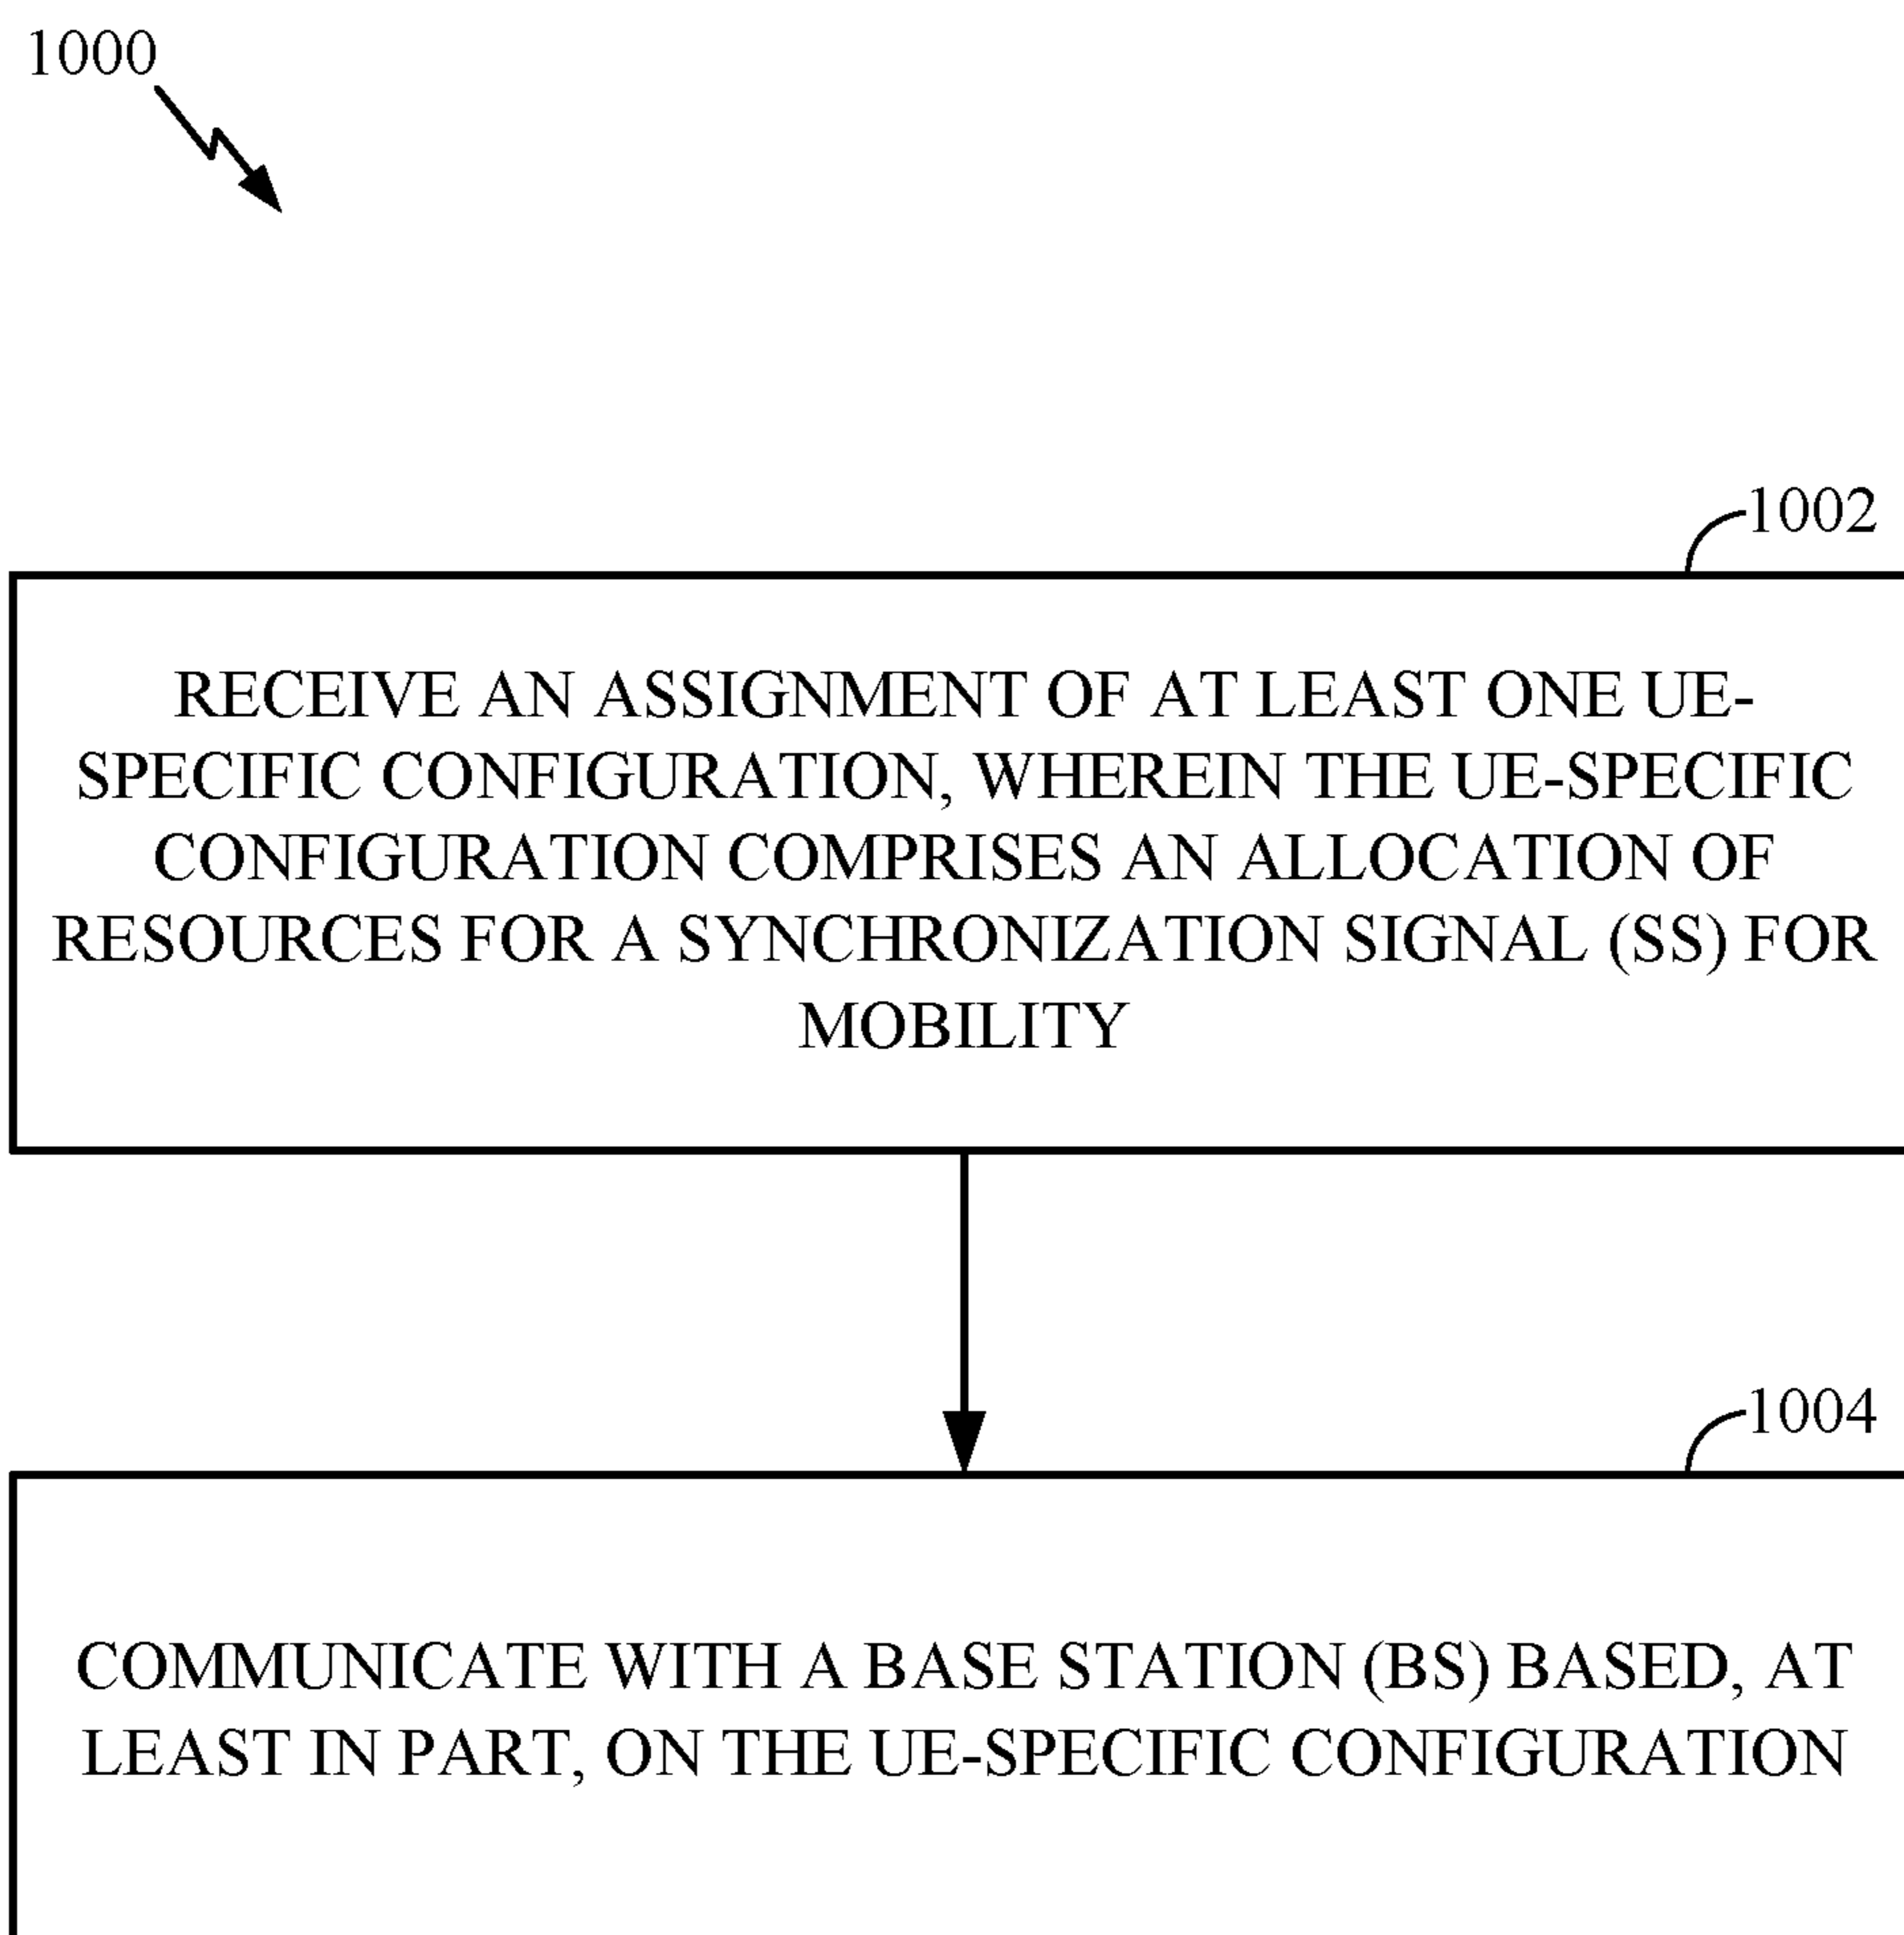 1000
1002
RECEIVE AN ASSIGNMENT OF AT LEAST ONE UE-
SPECIFIC CONFIGURATION, WHEREIN THE UE-SPECIFIC
CONFIGURATION COMPRISES AN ALLOCATION OF
RESOURCES FOR A SYNCHRONIZATION SIGNAL (SS) FOR
MOBILITY
1004
COMMUNICATE WITH A BASE STATION (BS) BASED, AT
LEAST IN PART, ON THE UE-SPECIFIC CONFIGURATION